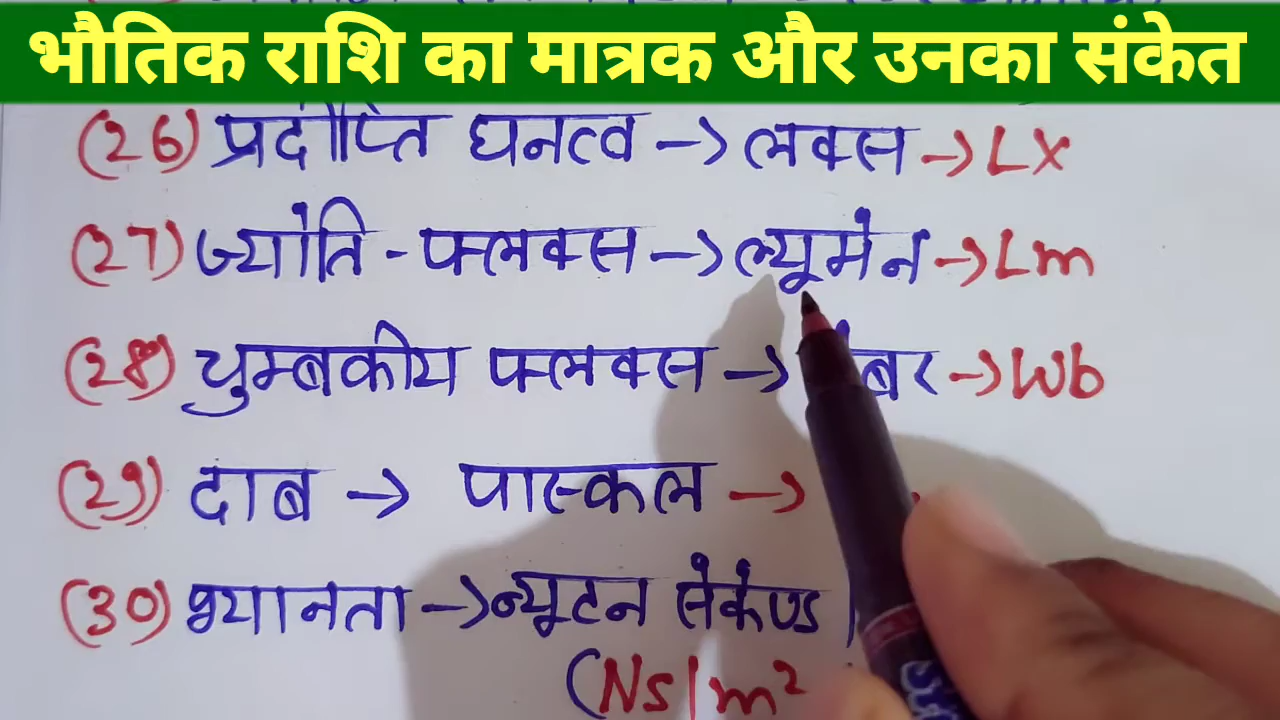 भौतिक राशि का मात्रक और उनका संकेत
(26) प्रदीप्ति घनत्व -> लक्स -> Lx
(27) ज्योति - फ्लक्स -> ल्यूमेन -> Lm
(28) चुम्बकीय फ्लक्स -> बर -> Wb
(29) दाब -> पास्कल ->
(30) श्यानता -> न्यूटन सेकेण्ड /
(Ns/m²